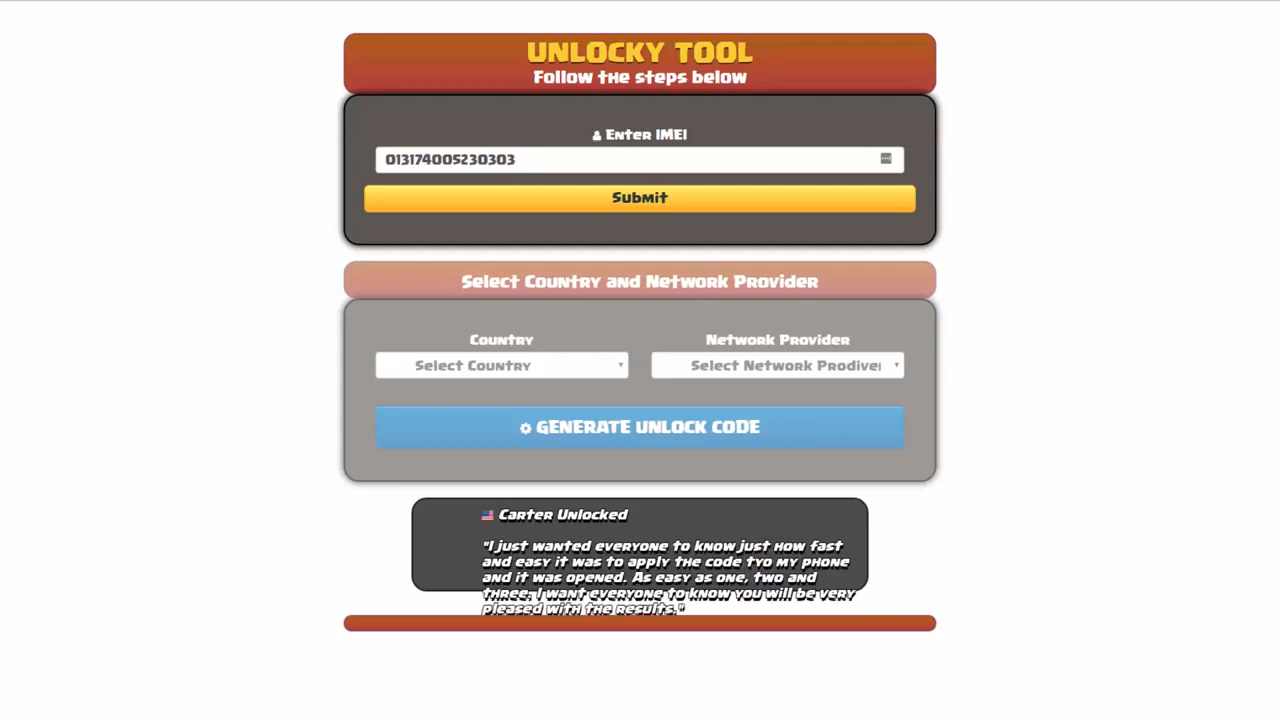 UNLOCKY TOOL
Follow the steps below
Enter IMEI
013174005230303
Submit
Select Country and Network Provider
Country
Network Provider
Select Country
Select Network Prodiver
GENERATE UNLOCK CODE
Carter Unlocked
"I just wanted everyone to know just how fast
and easy it was to apply the code tyo my phone
and it was opened. As easy as one, two and
three. I want everyone to know you will be very
pleased with the results."